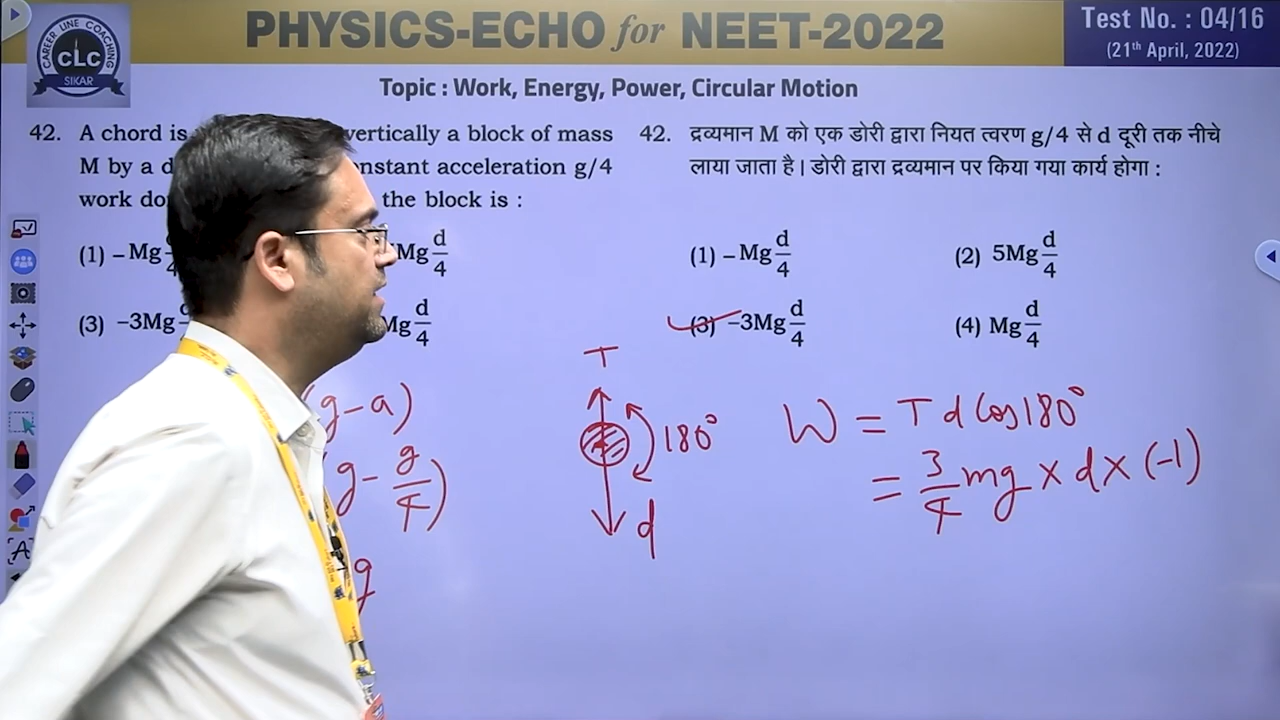 PHYSICS-ECHO for NEET-2022
Test No. : 04/16
(21th April, 2022)
CAREER LINE COACHING
CLC
SIKAR
Topic : Work, Energy, Power, Circular Motion
42. A chord is vertically a block of mass
M by a d nstant acceleration g/4
work do the block is :
(1) – Mg
Mg d/4
(3) –3Mg
Mg d/4
42. द्रव्यमान M को एक डोरी द्वारा नियत त्वरण g/4 से d दूरी तक नीचे
लाया जाता है। डोरी द्वारा द्रव्यमान पर किया गया कार्य होगा :
(1) – Mg d/4 (2) 5Mg d/4
(3) –3Mg d/4 (4) Mg d/4
(g-a)
g - g/4)
g
T
180°
d
W = T d Cos180°
= 3/4 mg × d × (-1)